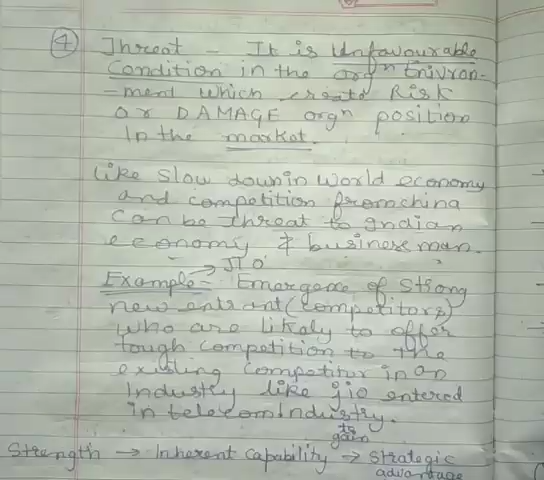 ④ Threat - It is Unfavourable
Condition in the orgn Enivron-
-ment which create Risk
or DAMAGE orgn position
In the market.
Like Slow down in World economy
and competition from china
can be threat to Indian
economy & businessman.
→ JIO
Example - Emergence of Strong
new entrant (competitors)
who are likely to offer
tough competition to the
existing competitor in an
Industry like jio entered
in telecom Industry.
Strength → Inherent capability → to gain strategic
advantage